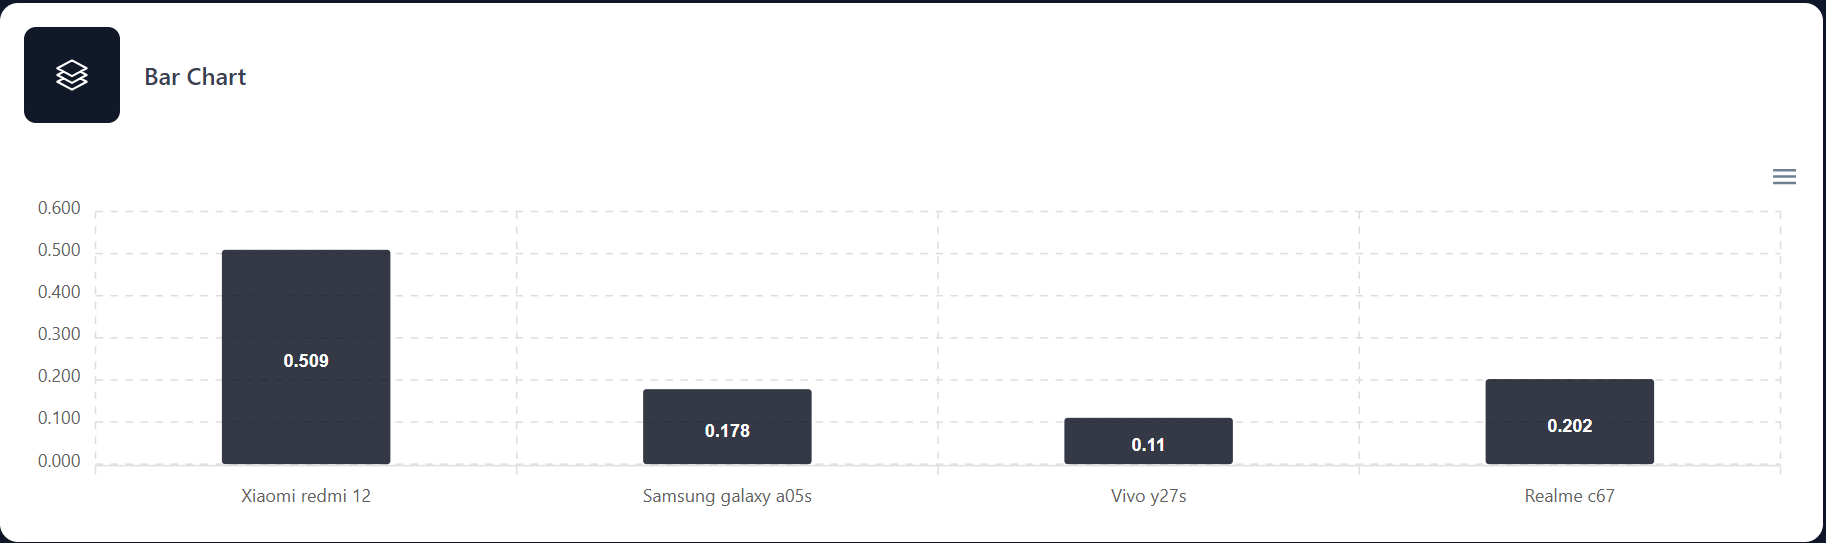 Bar Chart
0.600
0.500
0.400
0.300
0.200
0.100
0.000
0.509
0.178
0.11
0.202
Xiaomi redmi 12
Samsung galaxy a05s
Vivo y27s
Realme c67